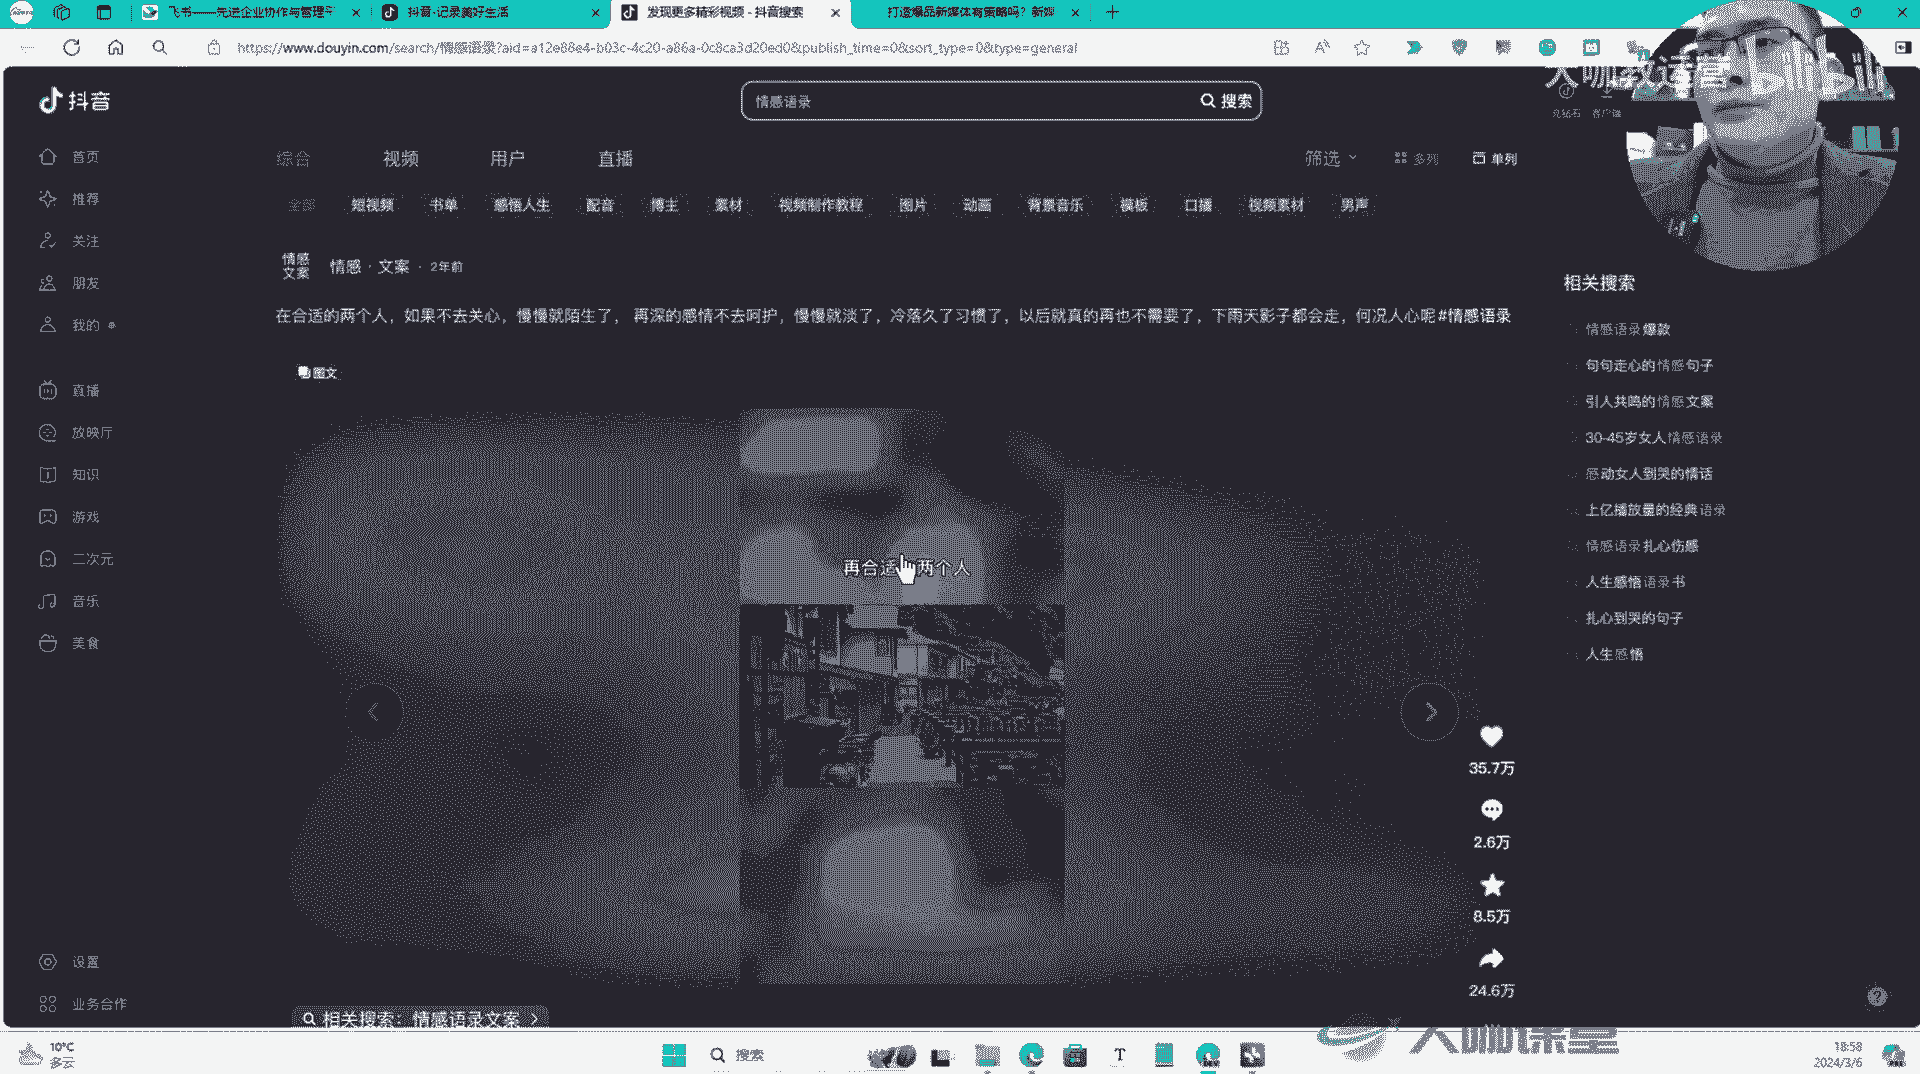 飞书——先进企业协作与管理平
抖音-记录美好生活
发现更多精彩视频 - 抖音搜索
打造爆品新媒体有策略吗？新媒
https://www.douyin.com/search/情感语录?aid=a12e88e4-b03c-4c20-a86a-0c8ca3d20ed0&publish_time=0&sort_type=0&type=general
大咖教运营 bilibili
抖音
情感语录
搜索
充钻石 客户端
首页
推荐
关注
朋友
我的
直播
放映厅
知识
游戏
二次元
音乐
美食
设置
业务合作
综合 视频 用户 直播
筛选 多列 单列
全部 短视频 书单 感悟人生 配音 博主 素材 视频制作教程 图片 动画 背景音乐 模板 口播 视频素材 男声
情感
文案
情感 · 文案 · 2年前
在合适的两个人，如果不去关心，慢慢就陌生了， 再深的感情不去呵护，慢慢就淡了，冷落久了习惯了，以后就真的再也不需要了，下雨天影子都会走，何况人心呢#情感语录
图文
再合适 两个人
35.7万
2.6万
8.5万
24.6万
相关搜索：情感语录文案
相关搜索
情感语录爆款
句句走心的情感句子
引人共鸣的情感文案
30-45岁女人情感语录
感动女人到哭的情话
上亿播放量的经典语录
情感语录扎心伤感
人生感悟语录书
扎心到哭的句子
人生感悟
大咖课堂
10°C
多云
搜索
18:58
2024/3/6